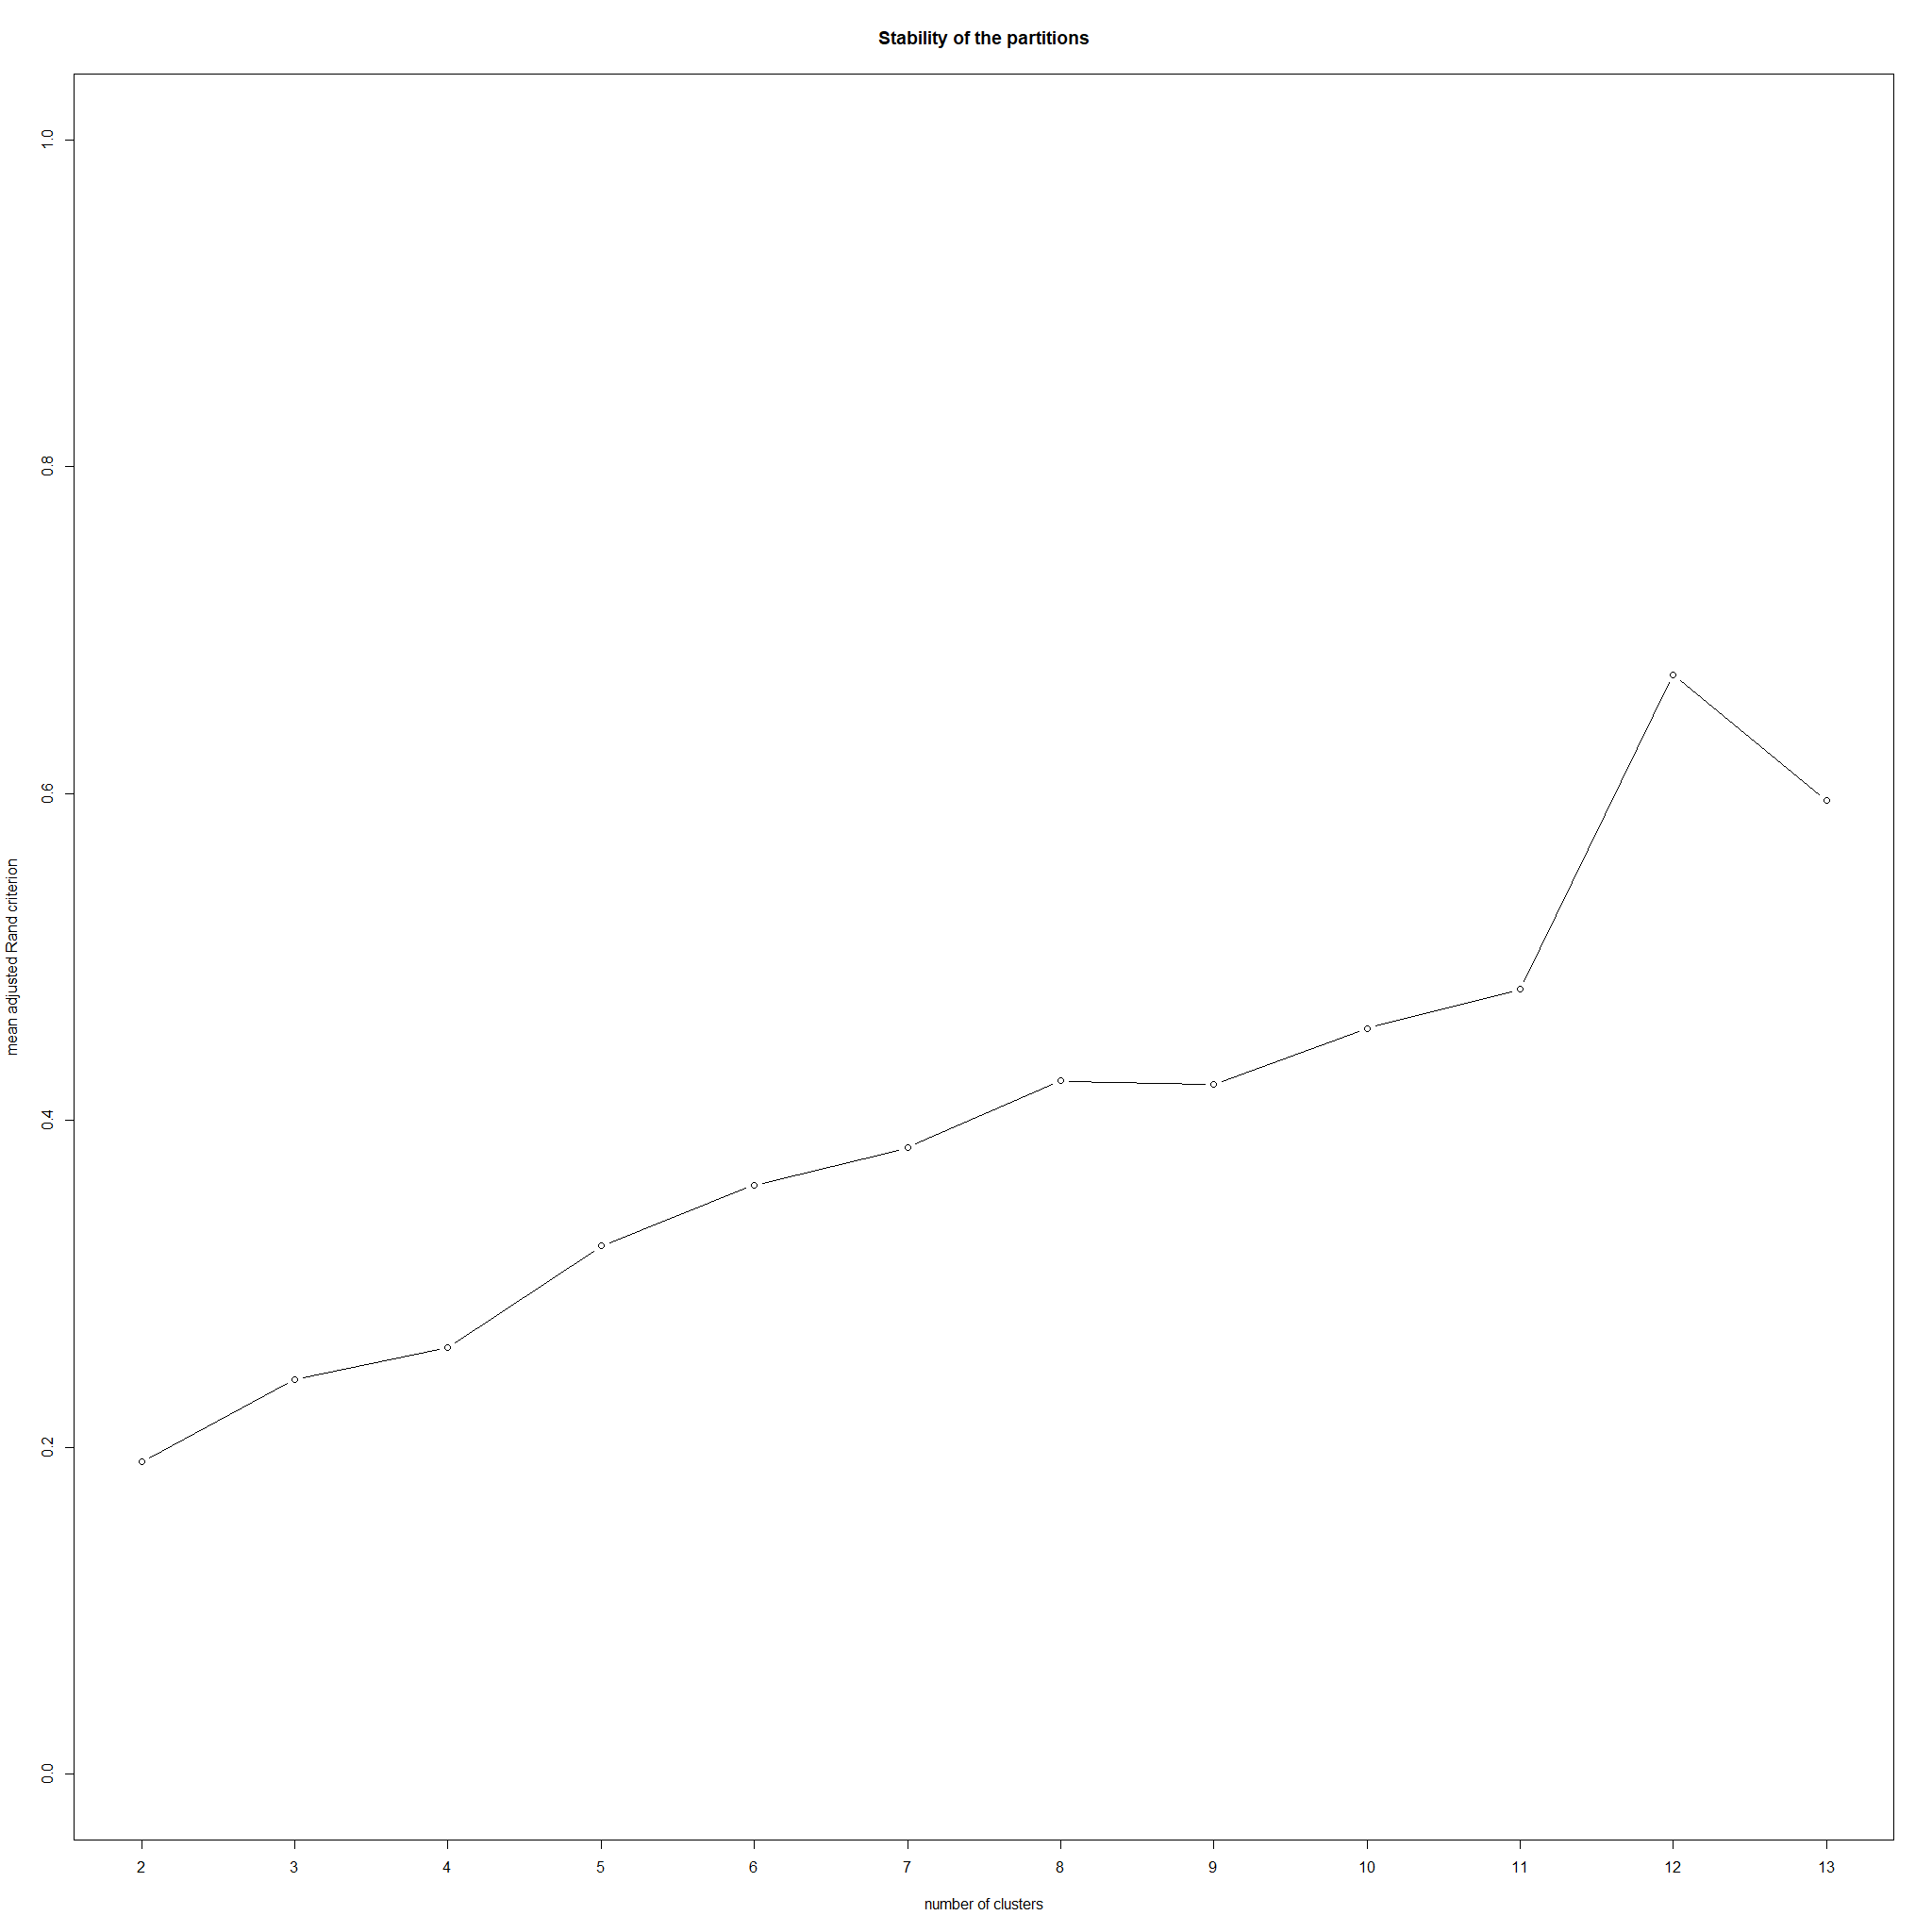 Stability of the partitions
mean adjusted Rand criterion
1.0
0.8
0.6
0.4
0.2
0.0
2 3 4 5 6 7 8 9 10 11 12 13
number of clusters